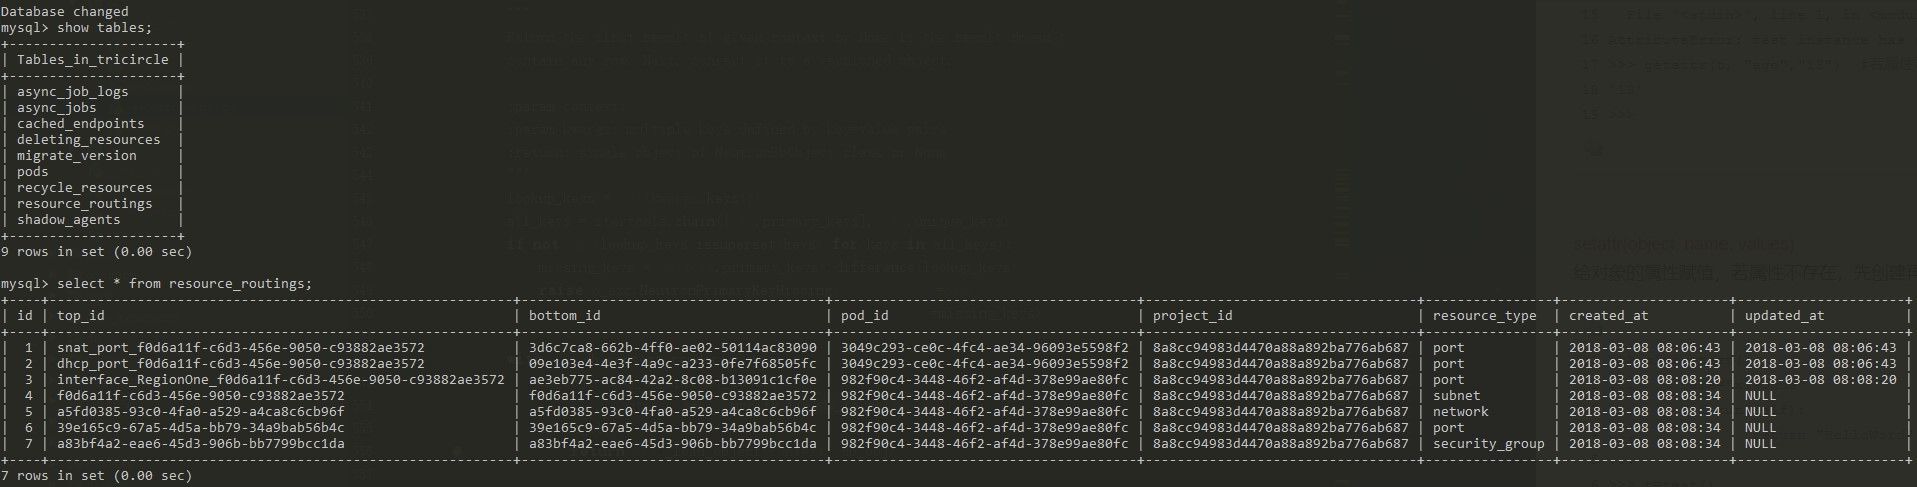 Database changed
mysql> show tables;
+---------------------+
| Tables_in_tricircle |
+---------------------+
| async_job_logs      |
| async_jobs          |
| cached_endpoints    |
| deleting_resources  |
| migrate_version     |
| pods                |
| recycle_resources   |
| resource_routings   |
| shadow_agents       |
+---------------------+
9 rows in set (0.00 sec)

mysql> select * from resource_routings;
| id | top_id | bottom_id | pod_id | project_id | resource_type | created_at | updated_at |
| 1 | snat_port_f0d6a11f-c6d3-456e-9050-c93882ae3572 | 3d6c7ca8-662b-4ff0-ae02-50114ac83090 | 3049c293-ce0c-4fc4-ae34-96093e5598f2 | 8a8cc94983d4470a88a892ba776ab687 | port | 2018-03-08 08:06:43 | 2018-03-08 08:06:43 |
| 2 | dhcp_port_f0d6a11f-c6d3-456e-9050-c93882ae3572 | 09e103e4-4e3f-4a9c-a233-0fe7f68505fc | 3049c293-ce0c-4fc4-ae34-96093e5598f2 | 8a8cc94983d4470a88a892ba776ab687 | port | 2018-03-08 08:06:43 | 2018-03-08 08:06:43 |
| 3 | interface_RegionOne_f0d6a11f-c6d3-456e-9050-c93882ae3572 | ae3eb775-ac84-42a2-8c08-b13091c1cf0e | 982f90c4-3448-46f2-af4d-378e99ae80fc | 8a8cc94983d4470a88a892ba776ab687 | port | 2018-03-08 08:08:20 | 2018-03-08 08:08:20 |
| 4 | f0d6a11f-c6d3-456e-9050-c93882ae3572 | f0d6a11f-c6d3-456e-9050-c93882ae3572 | 982f90c4-3448-46f2-af4d-378e99ae80fc | 8a8cc94983d4470a88a892ba776ab687 | subnet | 2018-03-08 08:08:34 | NULL |
| 5 | a5fd0385-93c0-4fa0-a529-a4ca8c6cb96f | a5fd0385-93c0-4fa0-a529-a4ca8c6cb96f | 982f90c4-3448-46f2-af4d-378e99ae80fc | 8a8cc94983d4470a88a892ba776ab687 | network | 2018-03-08 08:08:34 | NULL |
| 6 | 39e165c9-67a5-4d5a-bb79-34a9bab56b4c | 39e165c9-67a5-4d5a-bb79-34a9bab56b4c | 982f90c4-3448-46f2-af4d-378e99ae80fc | 8a8cc94983d4470a88a892ba776ab687 | port | 2018-03-08 08:08:34 | NULL |
| 7 | a83bf4a2-eae6-45d3-906b-bb7799bcc1da | a83bf4a2-eae6-45d3-906b-bb7799bcc1da | 982f90c4-3448-46f2-af4d-378e99ae80fc | 8a8cc94983d4470a88a892ba776ab687 | security_group | 2018-03-08 08:08:34 | NULL |
7 rows in set (0.00 sec)